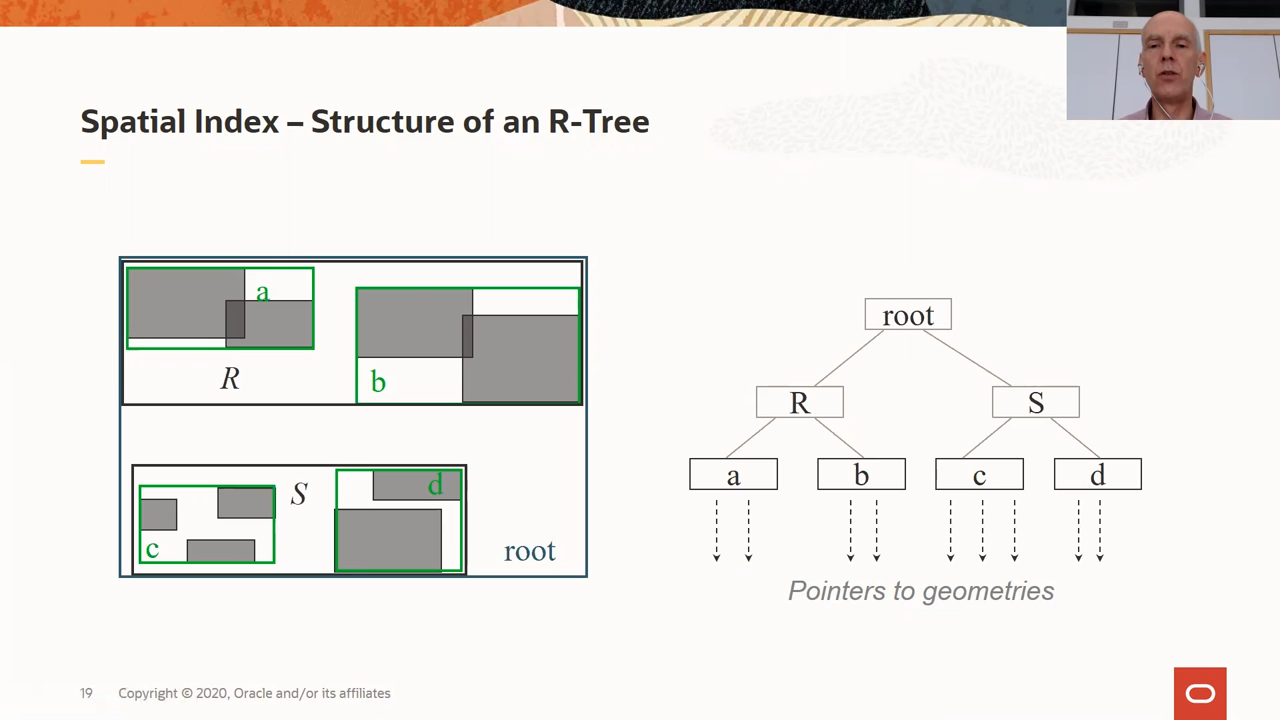 Spatial Index – Structure of an R-Tree
a
R
b
S
c
d
root
root
R
S
a
b
c
d
Pointers to geometries
19
Copyright © 2020, Oracle and/or its affiliates